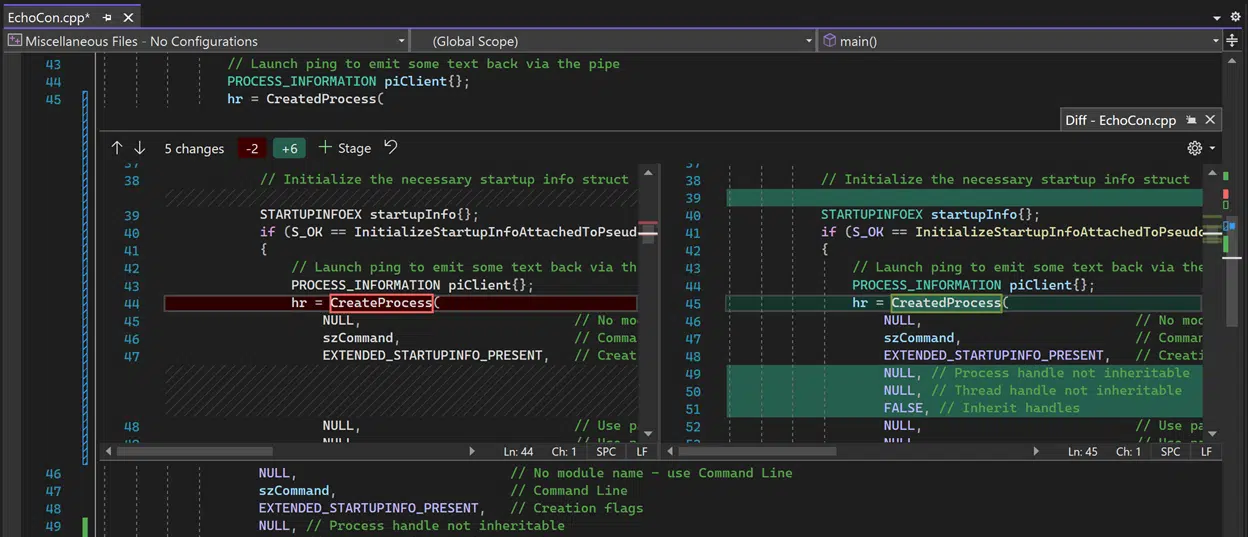 EchoCon.cpp*
Miscellaneous Files - No Configurations (Global Scope) main()
43 // Launch ping to emit some text back via the pipe
44 PROCESS_INFORMATION piClient{};
45 hr = CreatedProcess(
Diff - EchoCon.cpp
5 changes -2 +6 Stage
37
38 // Initialize the necessary startup info struct
39 STARTUPINFOEX startupInfo{};
40 if (S_OK == InitializeStartupInfoAttachedToPseud
41 {
42 // Launch ping to emit some text back via th
43 PROCESS_INFORMATION piClient{};
44 hr = CreateProcess(
45 NULL, // No mod
46 szCommand, // Comma
47 EXTENDED_STARTUPINFO_PRESENT, // Creat
48 NULL, // Use p
Ln: 44 Ch: 1 SPC LF
37
38 // Initialize the necessary startup info struct
39
40 STARTUPINFOEX startupInfo{};
41 if (S_OK == InitializeStartupInfoAttachedToPseudo
42 {
43 // Launch ping to emit some text back via the
44 PROCESS_INFORMATION piClient{};
45 hr = CreatedProcess(
46 NULL, // No mod
47 szCommand, // Comman
48 EXTENDED_STARTUPINFO_PRESENT, // Creatio
49 NULL, // Process handle not inheritable
50 NULL, // Thread handle not inheritable
51 FALSE, // Inherit handles
52 NULL, // Use pa
Ln: 45 Ch: 1 SPC LF
46 NULL, // No module name - use Command Line
47 szCommand, // Command Line
48 EXTENDED_STARTUPINFO_PRESENT, // Creation flags
49 NULL, // Process handle not inheritable